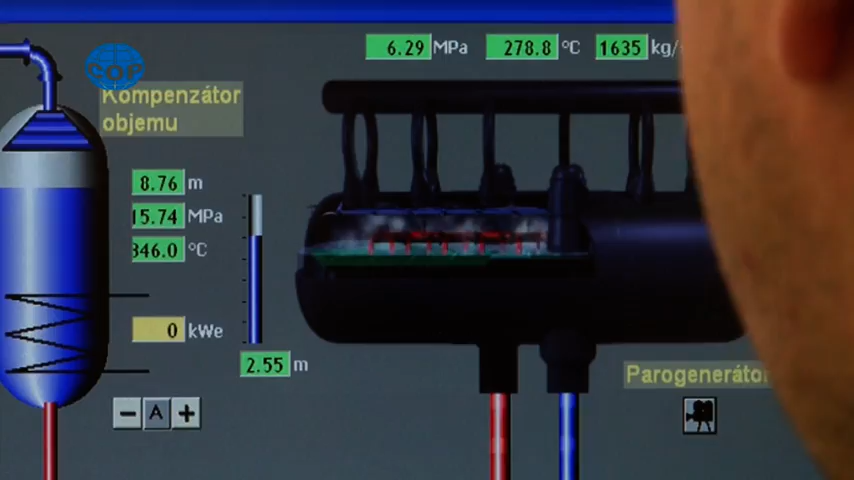 6.29 MPa 278.8 °C 1635 kg/
COP
Kompenzátor
objemu
8.76 m
15.74 MPa
346.0 °C
0 kWe
2.55 m
Parogenerátor
− A +